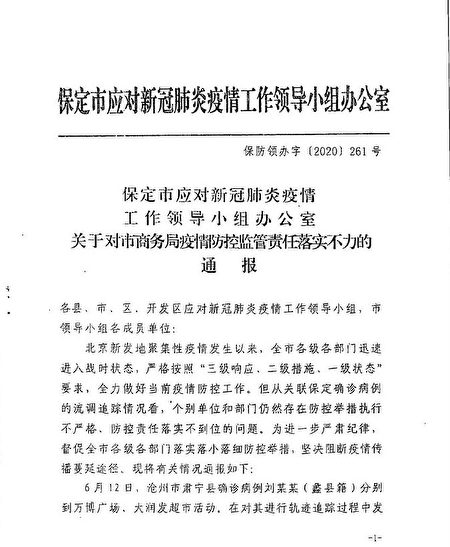 保定市应对新冠肺炎疫情工作领导小组办公室
保防领办字〔2020〕261号
保定市应对新冠肺炎疫情
工作领导小组办公室
关于对市商务局疫情防控监管责任落实不力的
通 报
各县、市、区、开发区应对新冠肺炎疫情工作领导小组，市
领导小组各成员单位：
北京新发地聚集性疫情发生以来，全市各级各部门迅速
进入战时状态，严格按照“三级响应、二级措施、一级状态”
要求，全力做好当前疫情防控工作。但从关联保定确诊病例
的流调追踪情况看，个别单位和部门仍然存在防控举措执行
不严格、防控责任落实不到位的问题。为进一步严肃纪律，
督促全市各级各部门落实落小落细防控举措，坚决阻断疫情传
播蔓延途径，现将有关情况通报如下：
6月12日，沧州市肃宁县确诊病例刘某某（蠡县籍）分别
到万博广场、大润发超市活动。在对其进行轨迹追踪过程中发
-1-